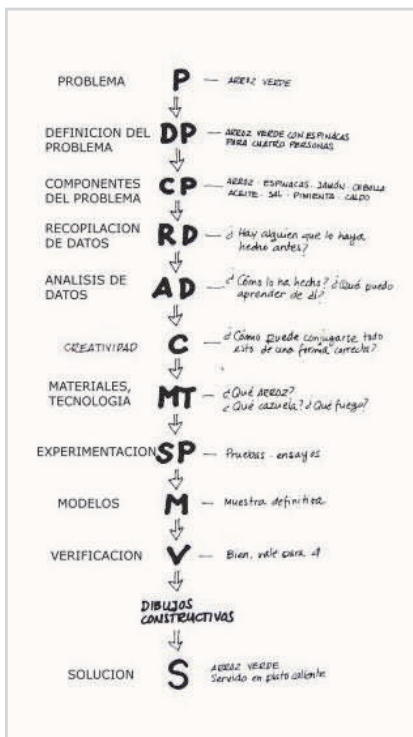 PROBLEMA P — ARROZ VERDE
DEFINICION DEL PROBLEMA DP — ARROZ VERDE CON ESPINACAS
PARA CUATRO PERSONAS
COMPONENTES DEL PROBLEMA CP — ARROZ - ESPINACAS - JAMÓN - CEBOLLA
ACEITE - SAL - PIMIENTA - CALDO
RECOPILACION DE DATOS RD — ¿Hay alguien que lo haya
hecho antes?
ANALISIS DE DATOS AD — ¿Cómo lo ha hecho? ¿Qué puedo
aprender de él?
CREATIVIDAD C — ¿Cómo puede conjugarse todo
esto de una forma correcta?
MATERIALES, TECNOLOGIA MT — ¿Qué ARROZ?
¿Qué cazuela? ¿Qué fuego?
EXPERIMENTACION SP — Pruebas - ensayos
MODELOS M — Muestra definitiva
VERIFICACION V — Bien, vale para 4
DIBUJOS
CONSTRUCTIVOS
SOLUCION S ARROZ VERDE
Servido en plato caliente